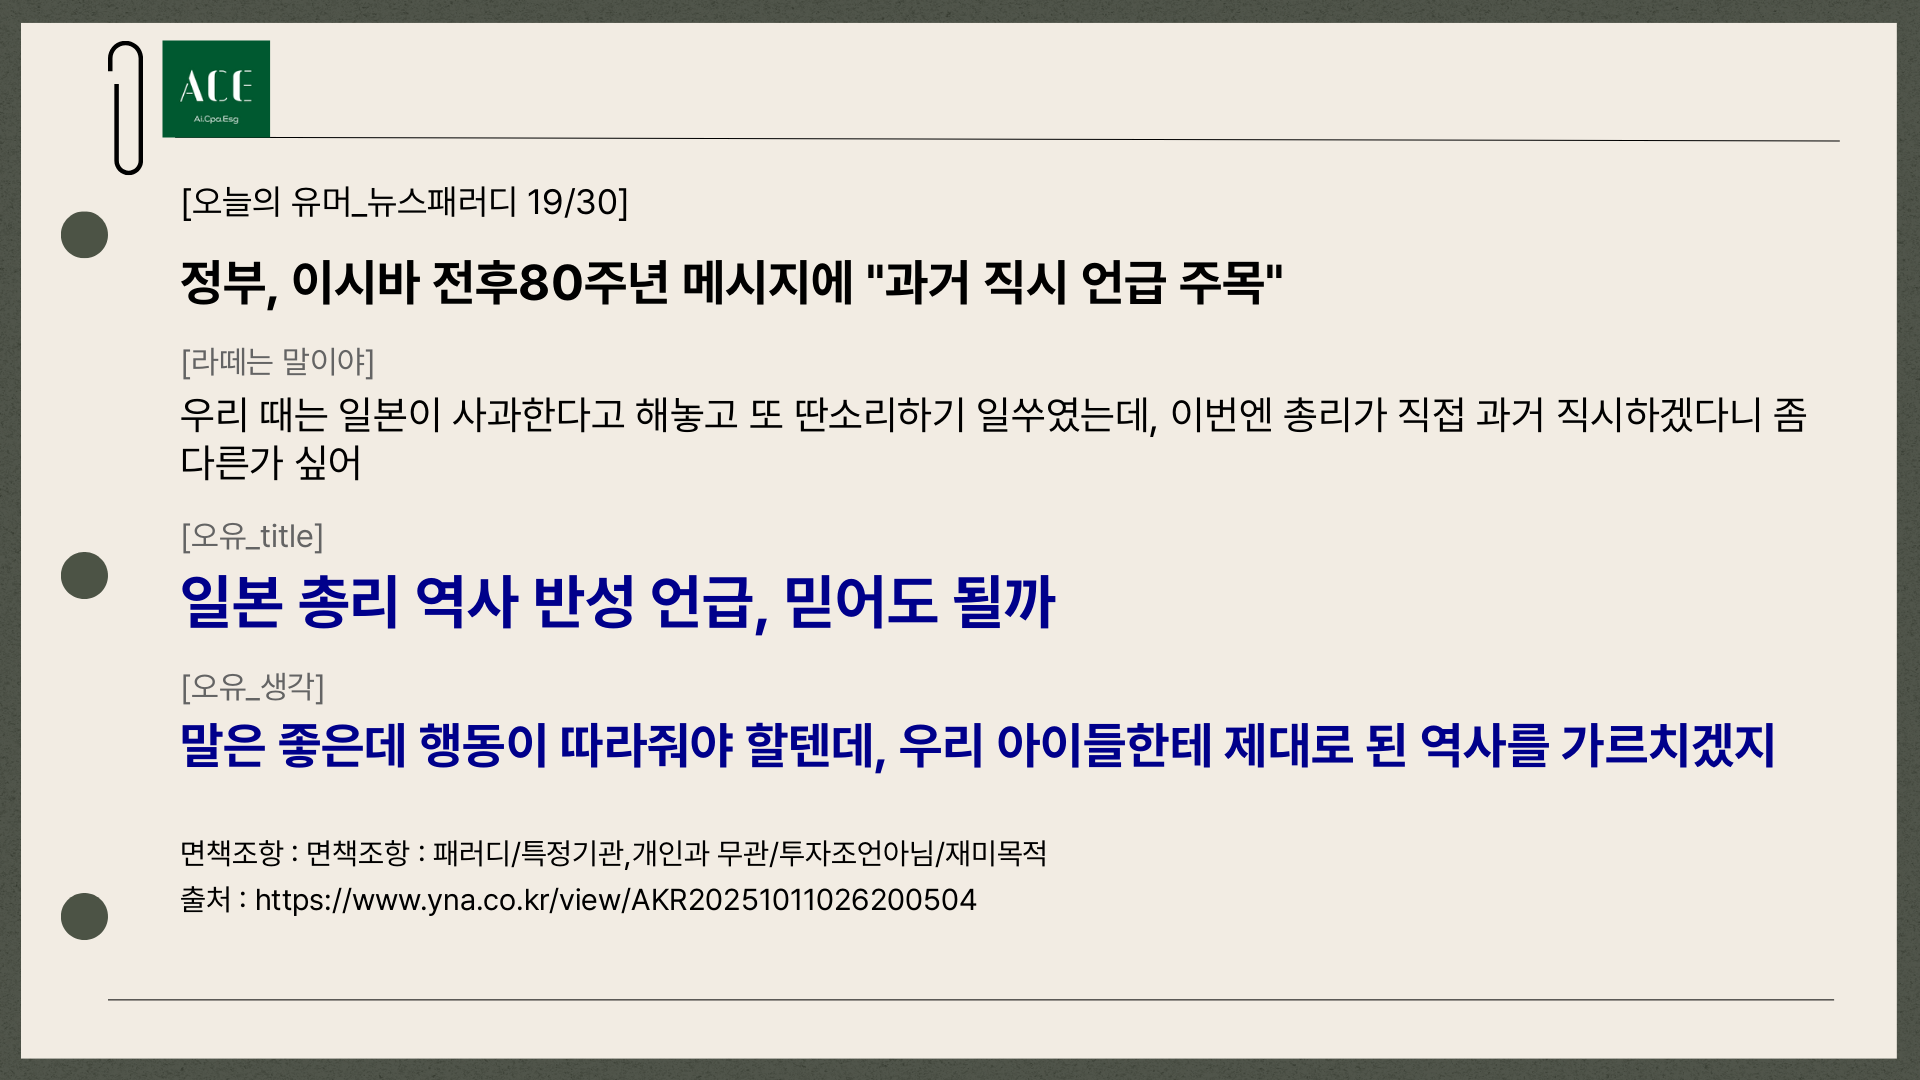 ACE
Ai.Cpa.Esg
[오늘의 유머_뉴스패러디 19/30]
정부, 이시바 전후80주년 메시지에 "과거 직시 언급 주목"
[라떼는 말이야]
우리 때는 일본이 사과한다고 해놓고 또 딴소리하기 일쑤였는데, 이번엔 총리가 직접 과거 직시하겠다니 좀
다른가 싶어
[오유_title]
일본 총리 역사 반성 언급, 믿어도 될까
[오유_생각]
말은 좋은데 행동이 따라줘야 할텐데, 우리 아이들한테 제대로 된 역사를 가르치겠지
면책조항 : 면책조항 : 패러디/특정기관,개인과 무관/투자조언아님/재미목적
출처 : https://www.yna.co.kr/view/AKR20251011026200504